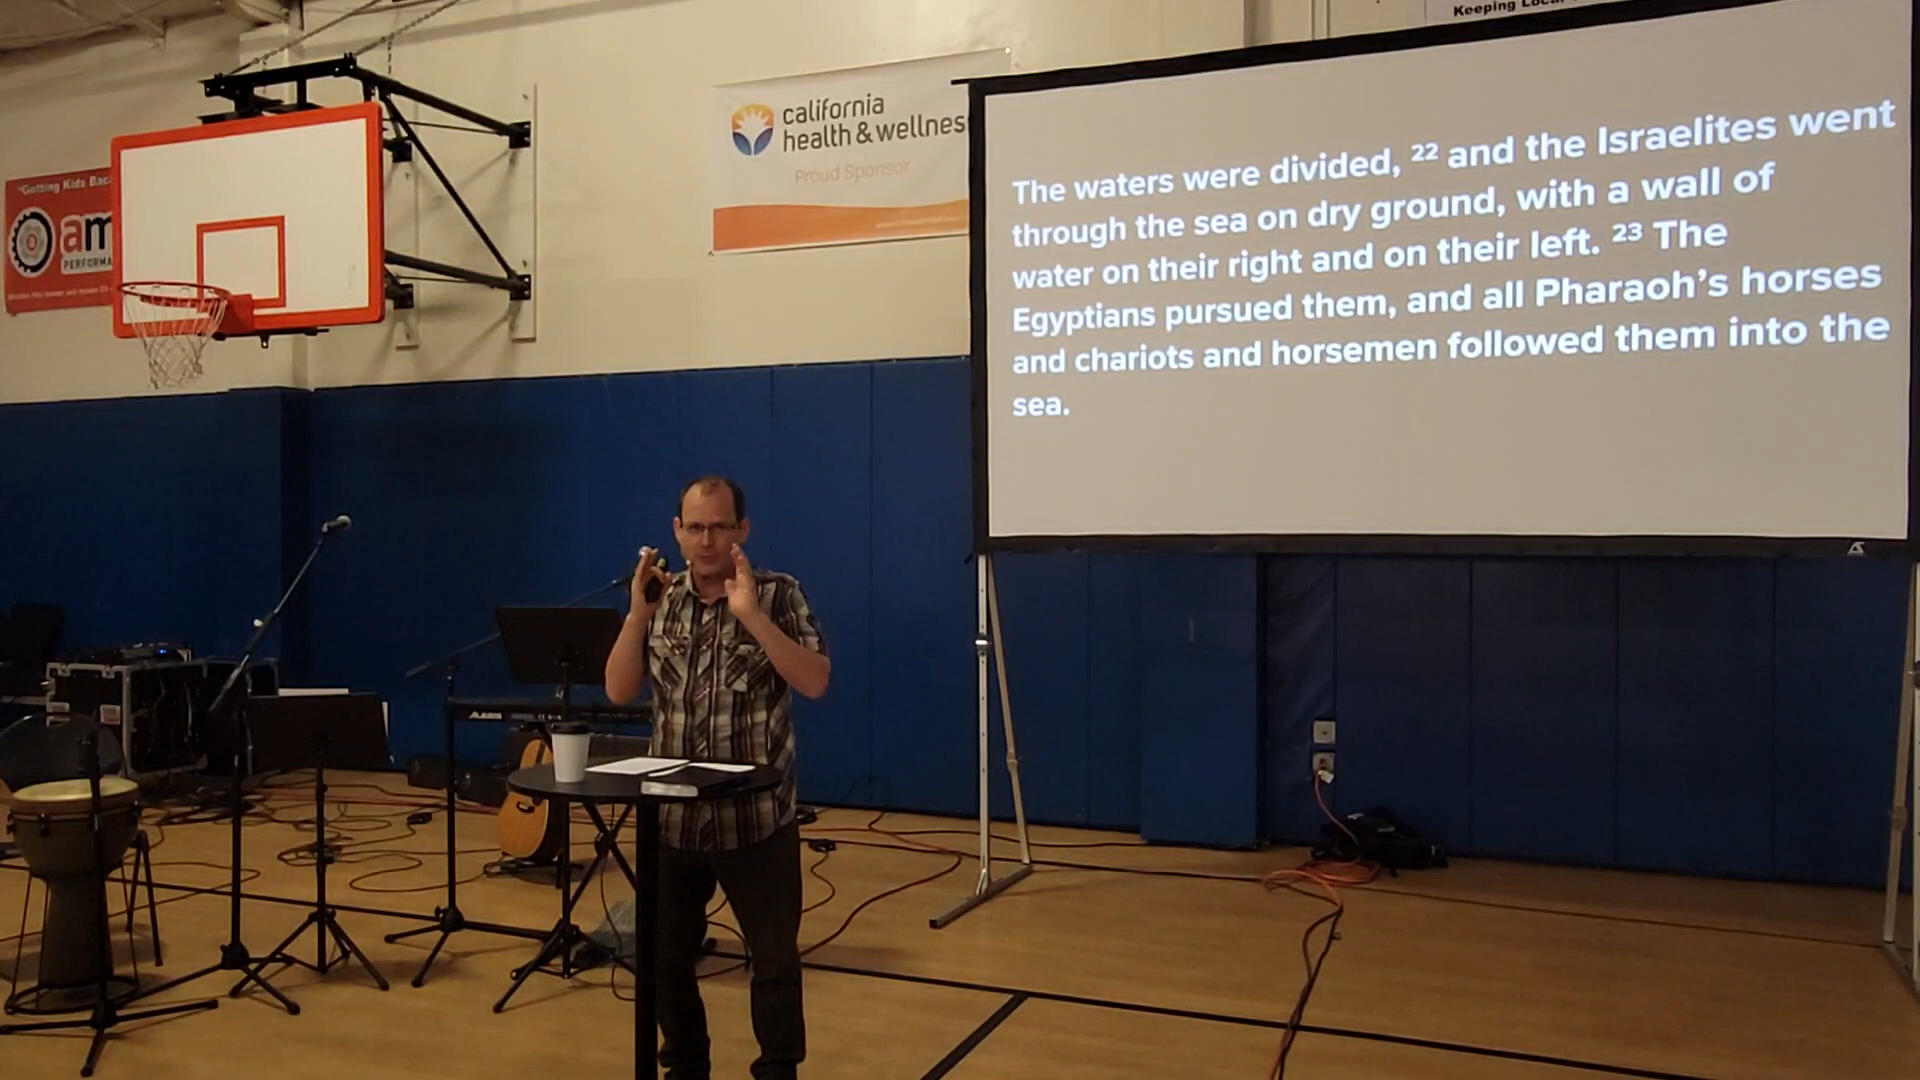 Keeping
"Getting Kids Bac
am
PERFORMA
california
health & wellnes
Proud Sponsor
The waters were divided, ²² and the Israelites went
through the sea on dry ground, with a wall of
water on their right and on their left. ²³ The
Egyptians pursued them, and all Pharaoh's horses
and chariots and horsemen followed them into the
sea.
ALESIS